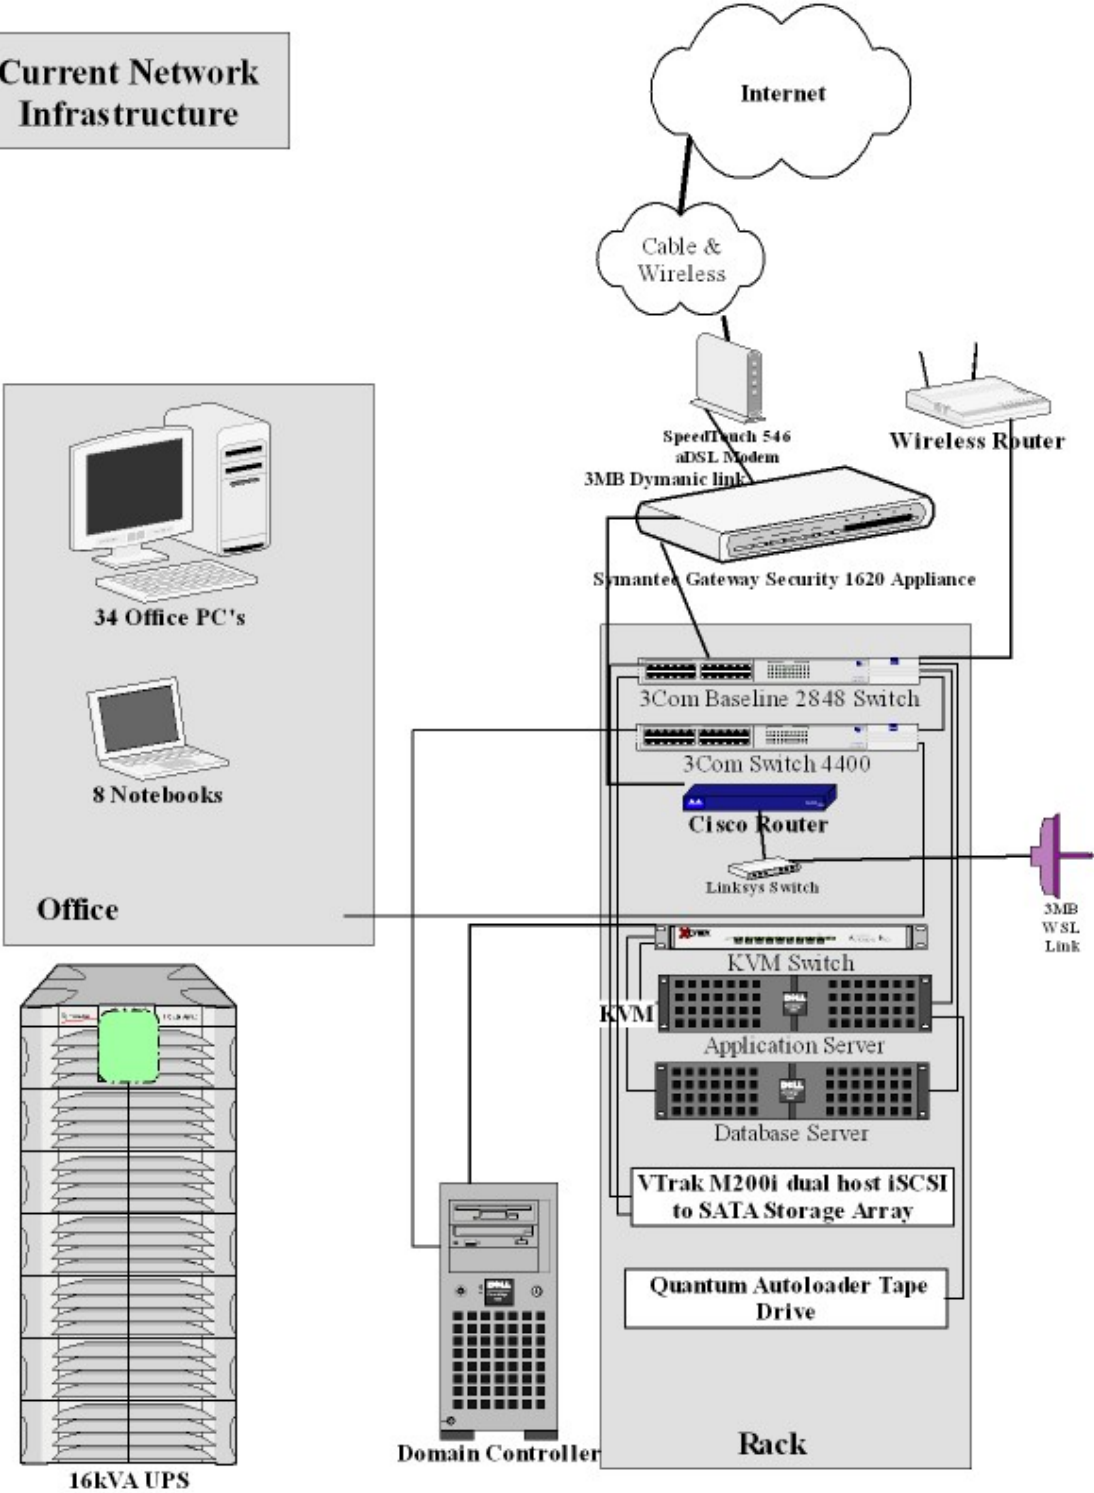 Current Network
Infrastructure
Internet
Cable &
Wireless
SpeedTouch 546
aDSL Modem
3MB Dymanic link
Wireless Router
Symantec Gateway Security 1620 Appliance
34 Office PC's
8 Notebooks
Office
3Com Baseline 2848 Switch
3Com Switch 4400
Cisco Router
Linksys Switch
3MB
WSL
Link
KVM Switch
KVM
DELL
Application Server
DELL
Database Server
VTrak M200i dual host iSCSI
to SATA Storage Array
Quantum Autoloader Tape
Drive
DELL
Domain Controller
Rack
16kVA UPS